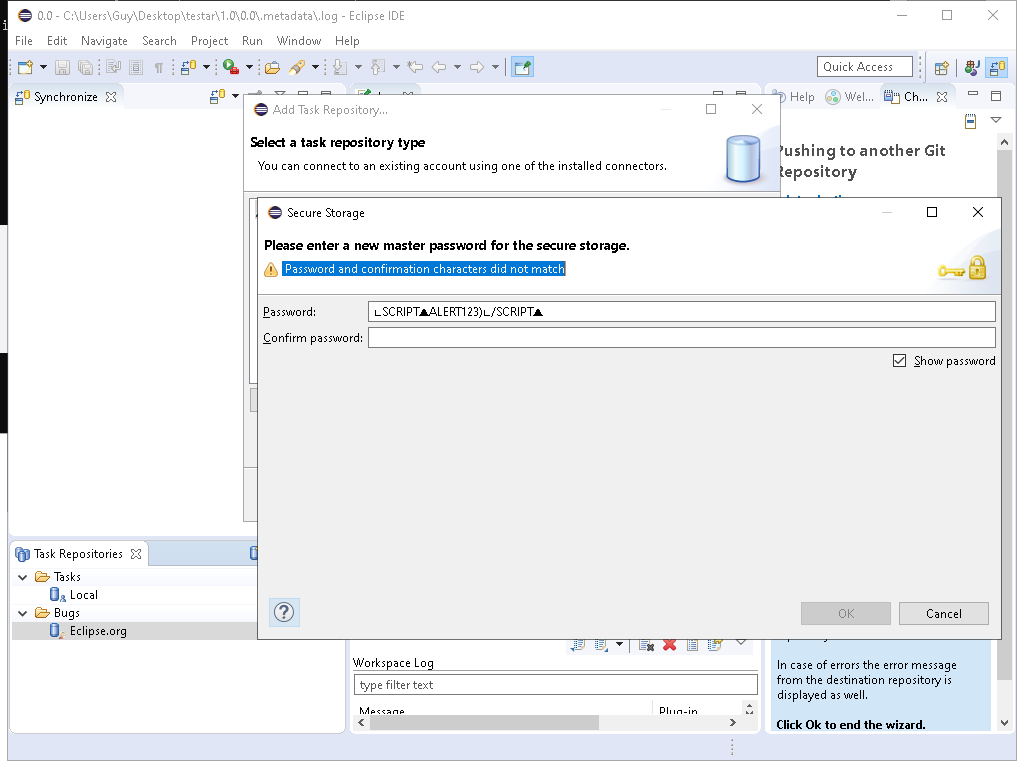 0.0 - C:\Users\Guy\Desktop\testar\1.0\0.0\.metadata\.log - Eclipse IDE
File Edit Navigate Search Project Run Window Help
Quick Access
Synchronize
Help Wel... Ch...
Add Task Repository...
Select a task repository type
You can connect to an existing account using one of the installed connectors.
Pushing to another Git
Repository
Secure Storage
Please enter a new master password for the secure storage.
Password and confirmation characters did not match
Password: ∟SCRIPT▲ALERT123)∟/SCRIPT▲
Confirm password:
Show password
OK Cancel
Task Repositories
Tasks
Local
Bugs
Eclipse.org
Workspace Log
type filter text
Message Plug-in
In case of errors the error message
from the destination repository is
displayed as well.
Click Ok to end the wizard.